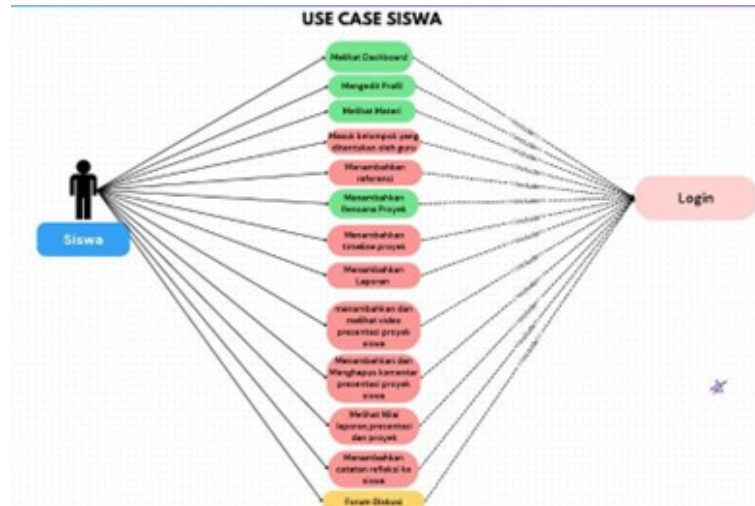 USE CASE SISWA
Melihat Dashboard
Mengedit Profil
Melihat Materi
Masuk kelompok yang
ditentukan oleh guru
Menambahkan
referensi
Menambahkan
Rencana Proyek
Menambahkan
timeline proyek
Menambahkan
Laporan
menambahkan dan
melihat video
presentasi proyek
siswa
Menambahkan dan
Menghapus komentar
presentasi proyek
siswa
Melihat Nilai
laporan,presentasi
dan proyek
Menambahkan
catatan refleksi ke
siswa
Forum Diskusi
Siswa
Login